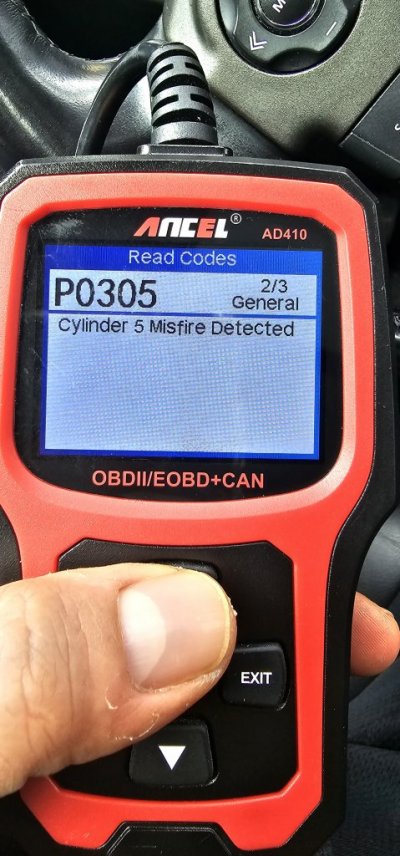 ANCEL®
AD410
Read Codes
P0305
2/3
General
Cylinder 5 Misfire Detected
OBDII/EOBD+CAN
EXIT